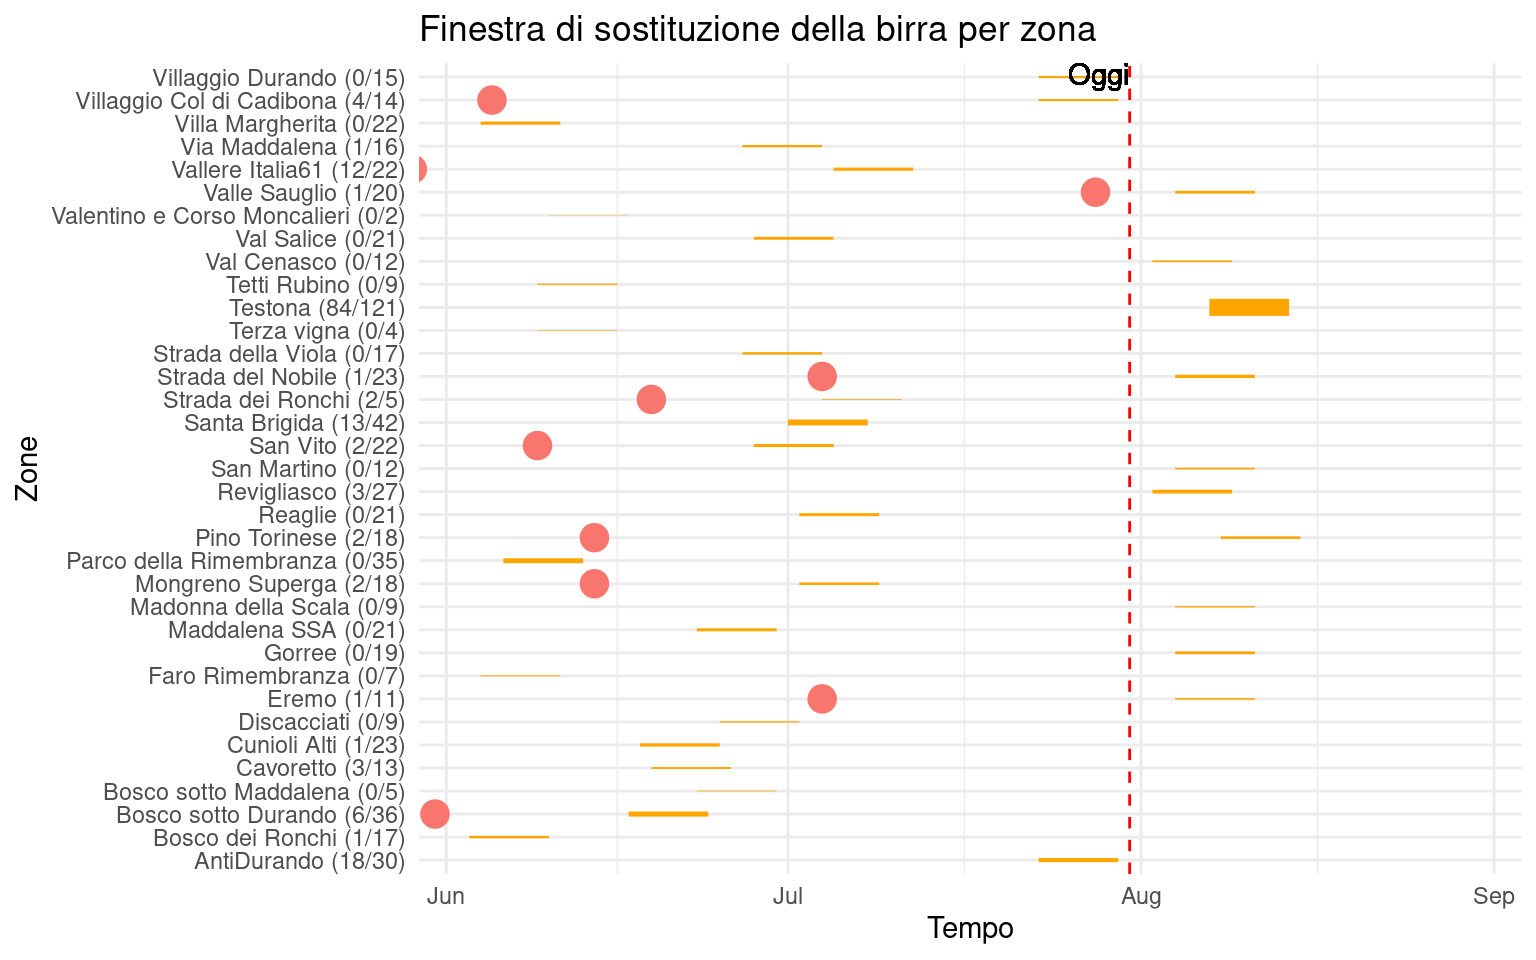 Finestra di sostituzione della birra per zona
Oggi
Villaggio Durando (0/15)
Villaggio Col di Cadibona (4/14)
Villa Margherita (0/22)
Via Maddalena (1/16)
Vallere Italia61 (12/22)
Valle Sauglio (1/20)
Valentino e Corso Moncalieri (0/2)
Val Salice (0/21)
Val Cenasco (0/12)
Tetti Rubino (0/9)
Testona (84/121)
Terza vigna (0/4)
Strada della Viola (0/17)
Strada del Nobile (1/23)
Strada dei Ronchi (2/5)
Santa Brigida (13/42)
San Vito (2/22)
San Martino (0/12)
Revigliasco (3/27)
Reaglie (0/21)
Pino Torinese (2/18)
Parco della Rimembranza (0/35)
Mongreno Superga (2/18)
Madonna della Scala (0/9)
Maddalena SSA (0/21)
Gorree (0/19)
Faro Rimembranza (0/7)
Eremo (1/11)
Discacciati (0/9)
Cunioli Alti (1/23)
Cavoretto (3/13)
Bosco sotto Maddalena (0/5)
Bosco sotto Durando (6/36)
Bosco dei Ronchi (1/17)
AntiDurando (18/30)
Zone
Jun Jul Aug Sep
Tempo